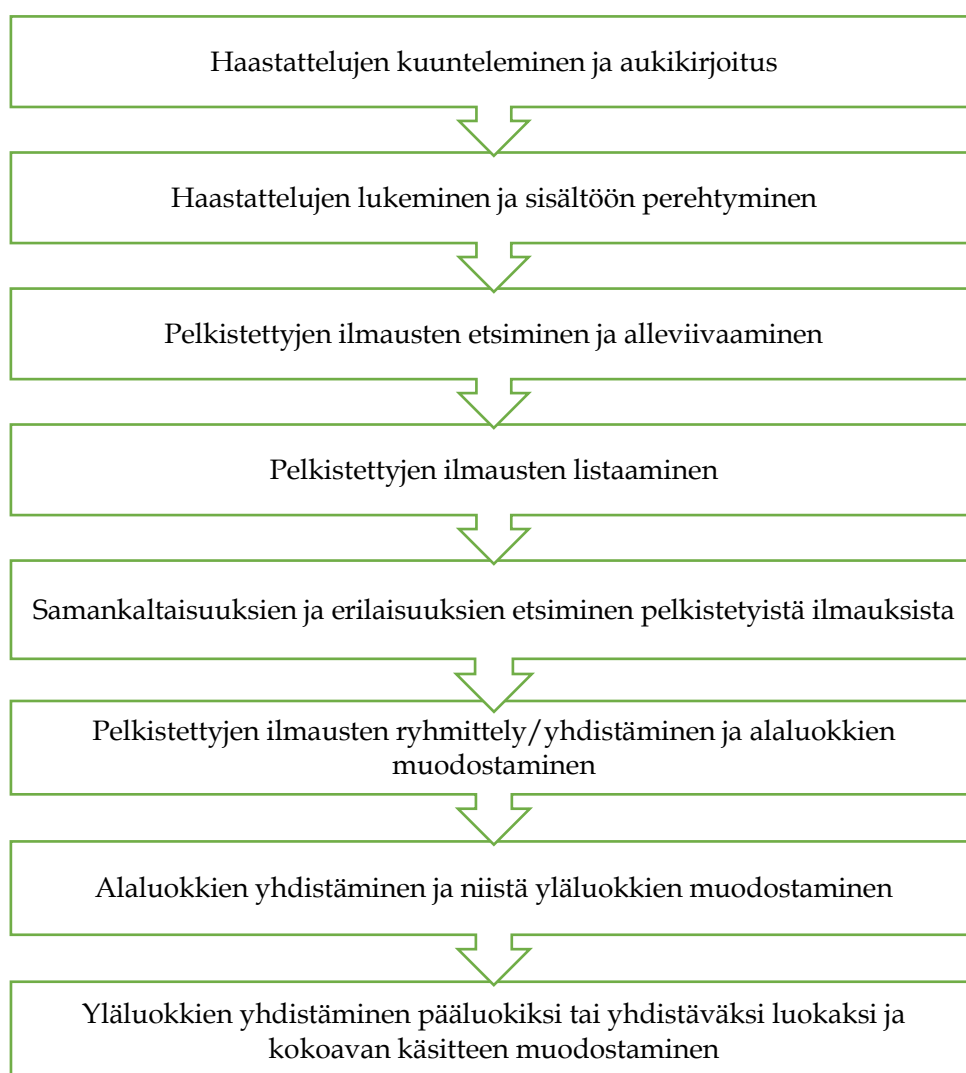 Haastattelujen kuunteleminen ja aukikirjoitus
Haastattelujen lukeminen ja sisältöön perehtyminen
Pelkistettyjen ilmausten etsiminen ja alleviivaaminen
Pelkistettyjen ilmausten listaaminen
Samankaltaisuuksien ja erilaisuuksien etsiminen pelkistetyistä ilmauksista
Pelkistettyjen ilmausten ryhmittely/yhdistäminen ja alaluokkien
muodostaminen
Alaluokkien yhdistäminen ja niistä yläluokkien muodostaminen
Yläluokkien yhdistäminen pääluokiksi tai yhdistäväksi luokaksi ja
kokoavan käsitteen muodostaminen